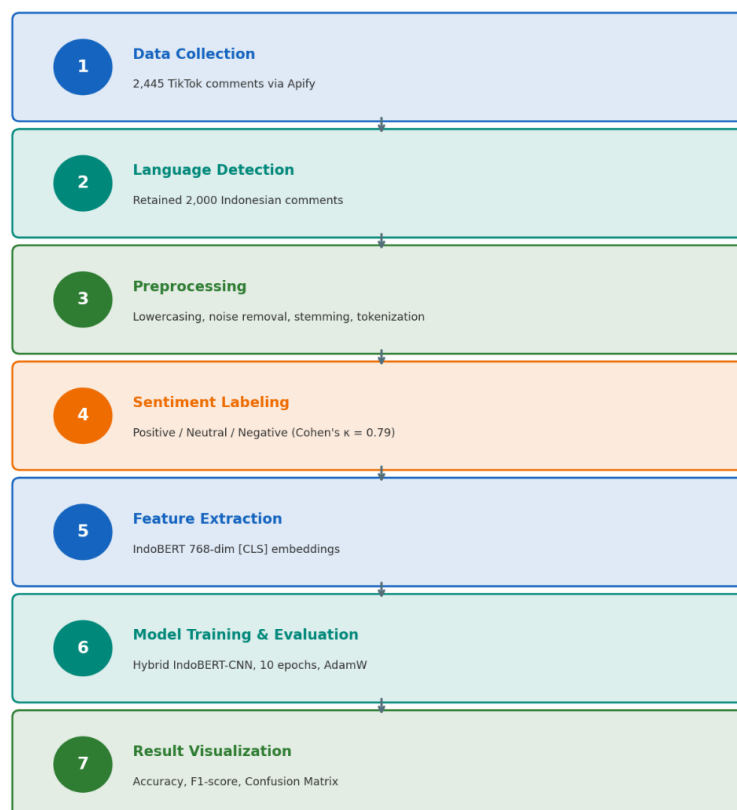 1
Data Collection
2,445 TikTok comments via Apify
2
Language Detection
Retained 2,000 Indonesian comments
3
Preprocessing
Lowercasing, noise removal, stemming, tokenization
4
Sentiment Labeling
Positive / Neutral / Negative (Cohen's κ = 0.79)
5
Feature Extraction
IndoBERT 768-dim [CLS] embeddings
6
Model Training & Evaluation
Hybrid IndoBERT-CNN, 10 epochs, AdamW
7
Result Visualization
Accuracy, F1-score, Confusion Matrix